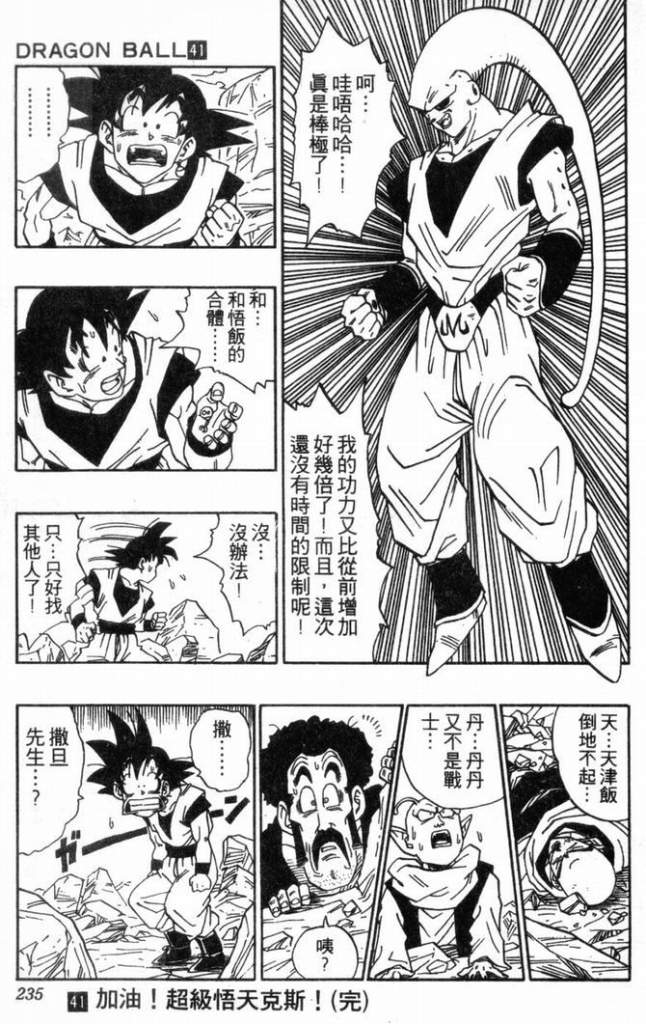 DRAGON BALL 41
呵…
哇唔哈哈…！
真是棒極了！
我的功力又比從前增加
好幾倍了！而且，這次
還沒有時間的限制呢！
…………
…………
和…
和悟飯的
合體……
沒…
沒辦法！
只…只好找
其他人了！
天…天津飯
倒地不起…
丹…丹丹
又不是戰
士…
咦？
撒……
撒旦
先生…？
ガーン
235
41 加油！超級悟天克斯！(完)